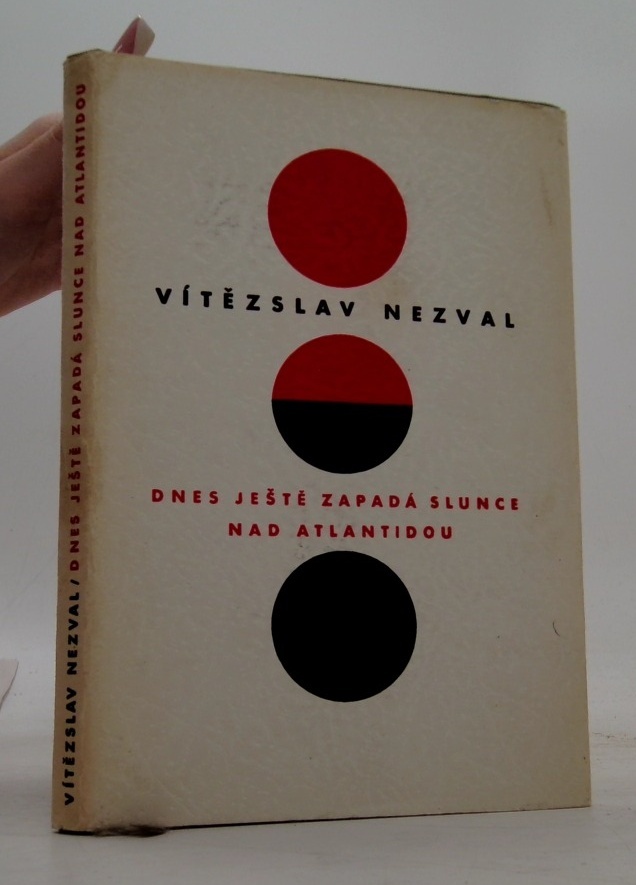 VÍTĚZSLAV NEZVAL
DNES JEŠTĚ ZAPADÁ SLUNCE
NAD ATLANTIDOU
VÍTĚZSLAV NEZVAL / DNES JEŠTĚ ZAPADÁ SLUNCE NAD ATLANTIDOU